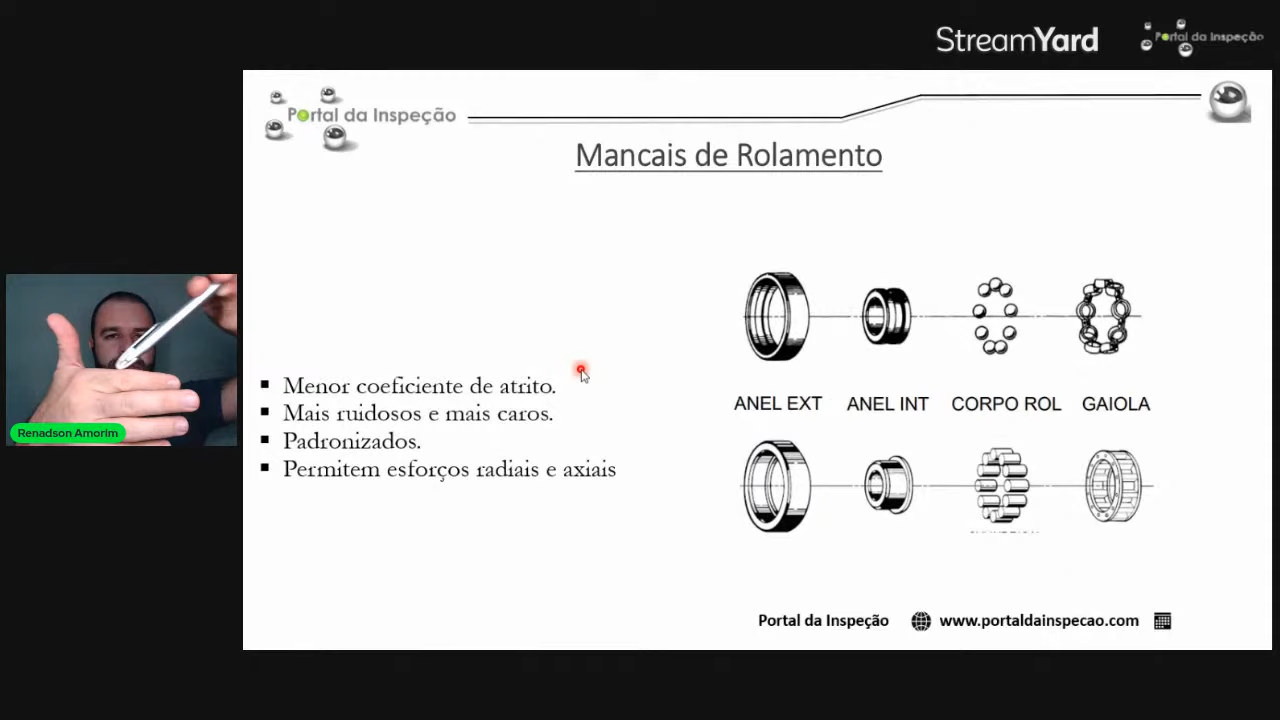 StreamYard
Portal da Inspeção
Portal da Inspeção
Mancais de Rolamento
Renadson Amorim
▪ Menor coeficiente de atrito.
▪ Mais ruidosos e mais caros.
▪ Padronizados.
▪ Permitem esforços radiais e axiais
ANEL EXT ANEL INT CORPO ROL GAIOLA
Portal da Inspeção www.portaldainspecao.com